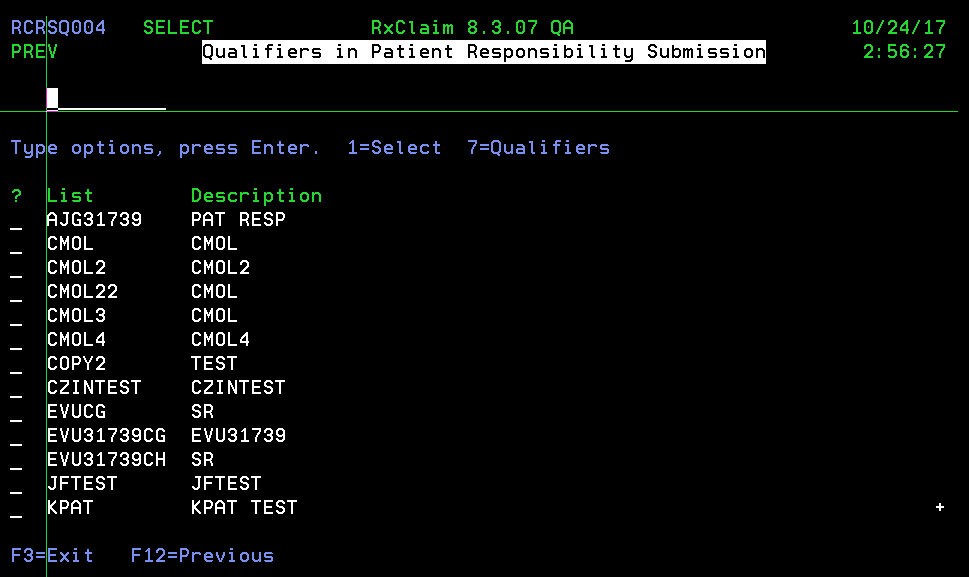 RCRSQ004 SELECT RxClaim 8.3.07 QA 10/24/17
PREV Qualifiers in Patient Responsibility Submission 2:56:27
Type options, press Enter. 1=Select 7=Qualifiers
? List Description
_ AJG31739 PAT RESP
_ CMOL CMOL
_ CMOL2 CMOL2
_ CMOL22 CMOL
_ CMOL3 CMOL
_ CMOL4 CMOL4
_ COPY2 TEST
_ CZINTEST CZINTEST
_ EVUCG SR
_ EVU31739CG EVU31739
_ EVU31739CH SR
_ JFTEST JFTEST
_ KPAT KPAT TEST +
F3=Exit F12=Previous